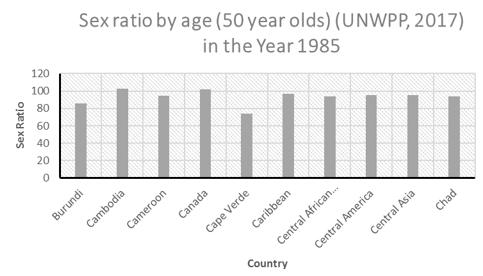 Sex ratio by age (50 year olds) (UNWPP, 2017)
in the Year 1985
Sex Ratio
120
100
80
60
40
20
0
Burundi
Cambodia
Cameroon
Canada
Cape Verde
Caribbean
Central African...
Central America
Central Asia
Chad
Country